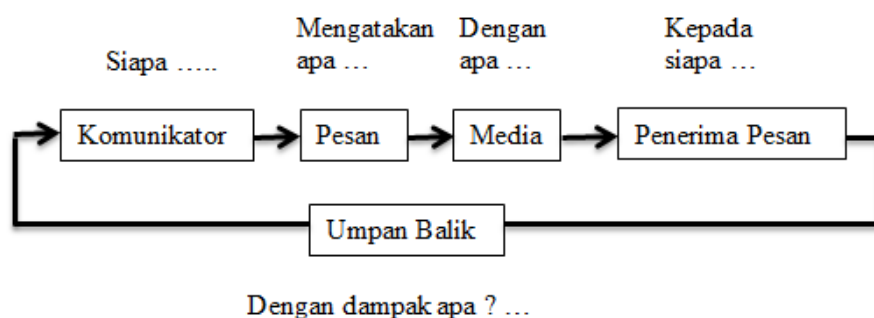 Siapa …..
Mengatakan
apa …
Dengan
apa …
Kepada
siapa …
Komunikator
Pesan
Media
Penerima Pesan
Umpan Balik
Dengan dampak apa ? …